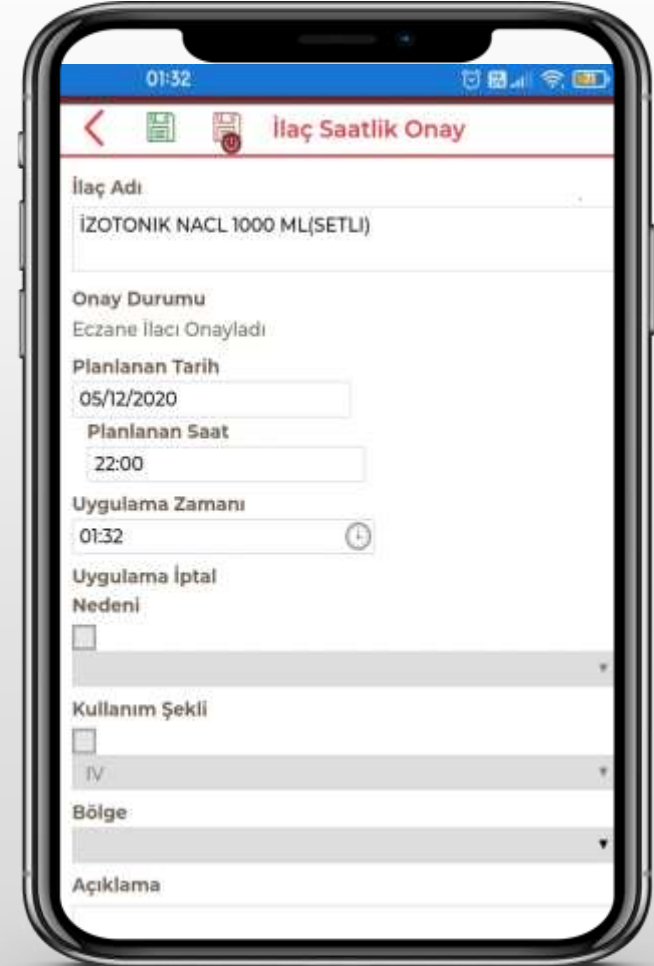 01:32
İlaç Saatlik Onay
İlaç Adı
İZOTONIK NACL 1000 ML(SETLI)
Onay Durumu
Eczane İlacı Onayladı
Planlanan Tarih
05/12/2020
Planlanan Saat
22:00
Uygulama Zamanı
01:32
Uygulama İptal
Nedeni
Kullanım Şekli
IV
Bölge
Açıklama